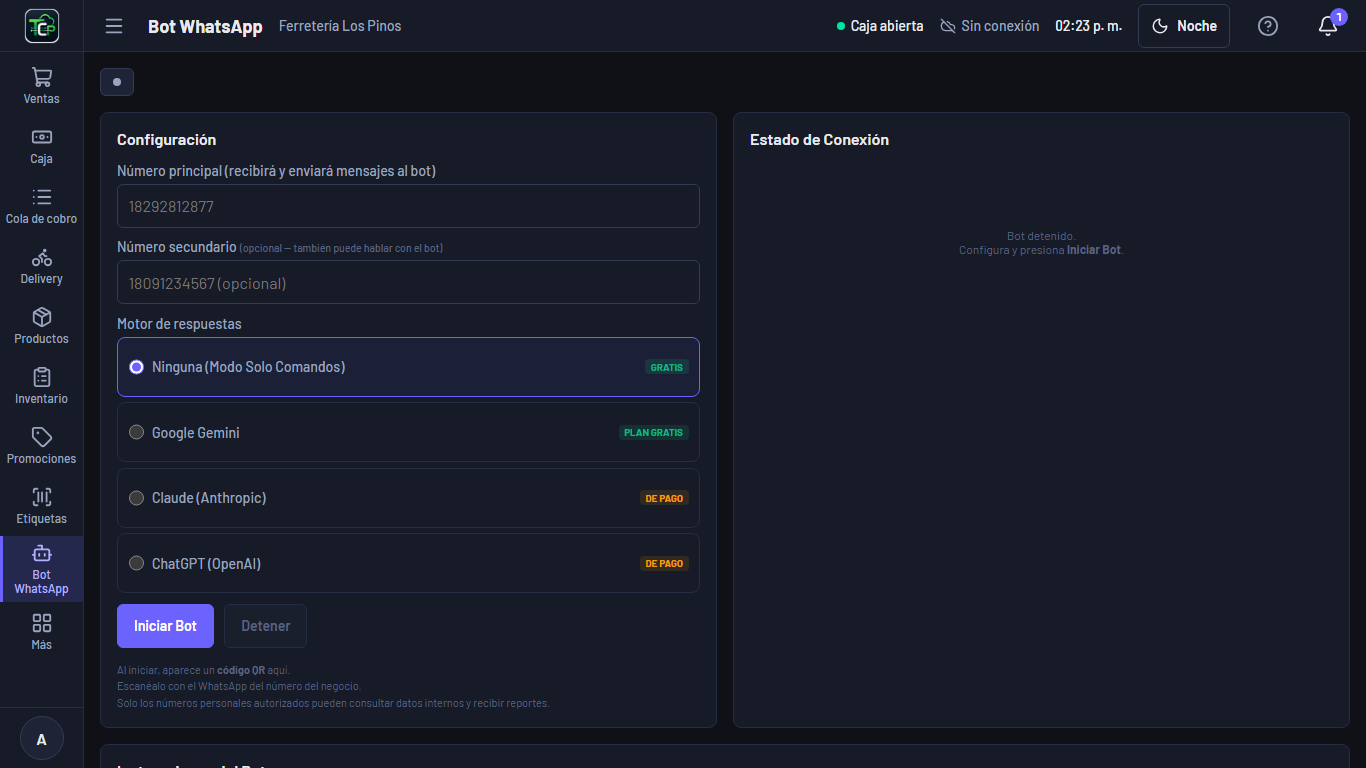 TCP
Bot WhatsApp
Ferretería Los Pinos
Caja abierta
Sin conexión
02:23 p. m.
Noche
1
Ventas
Caja
Cola de cobro
Delivery
Productos
Inventario
Promociones
Etiquetas
Bot
WhatsApp
Más
A
Configuración
Número principal (recibirá y enviará mensajes al bot)
18292812877
Número secundario (opcional — también puede hablar con el bot)
18091234567 (opcional)
Motor de respuestas
Ninguna (Modo Solo Comandos) GRATIS
Google Gemini PLAN GRATIS
Claude (Anthropic) DE PAGO
ChatGPT (OpenAI) DE PAGO
Iniciar Bot
Detener
Al iniciar, aparece un código QR aquí.
Escanéalo con el WhatsApp del número del negocio.
Solo los números personales autorizados pueden consultar datos internos y recibir reportes.
Estado de Conexión
Bot detenido.
Configura y presiona Iniciar Bot.